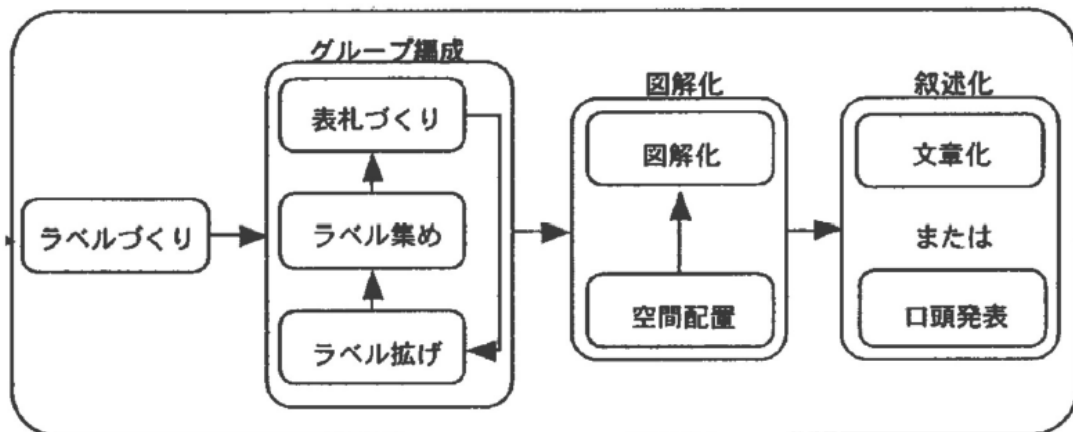 グループ編成
表札づくり
ラベル集め
ラベル拡げ
ラベルづくり
図解化
図解化
空間配置
叙述化
文章化
または
口頭発表